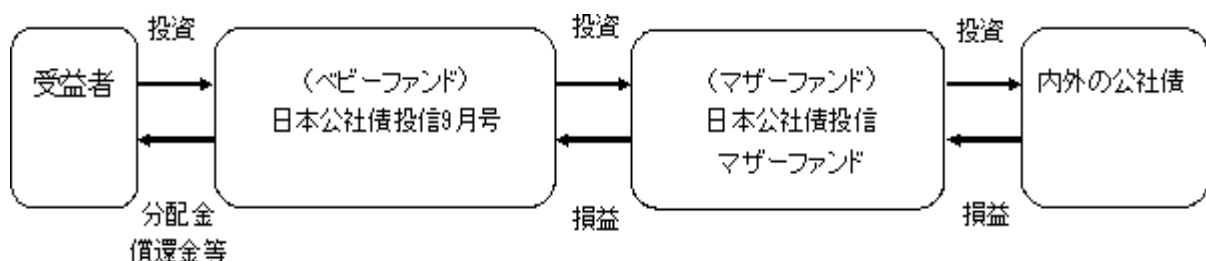 投資
投資
投資
受益者
(ベビーファンド)
日本公社債投信9月号
(マザーファンド)
日本公社債投信
マザーファンド
内外の公社債
分配金
償還金等
損益
損益